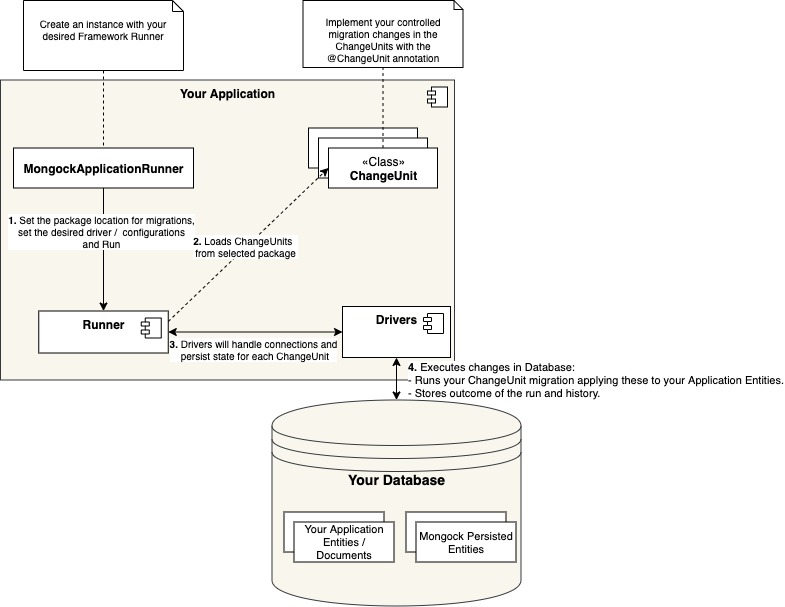 Create an instance with your
desired Framework Runner
Implement your controlled
migration changes in the
ChangeUnits with the
@ChangeUnit annotation
Your Application
MongockApplicationRunner
«Class»
ChangeUnit
1. Set the package location for migrations,
set the desired driver / configurations
and Run
2. Loads ChangeUnits
from selected package
Runner
Drivers
3. Drivers will handle connections and
persist state for each ChangeUnit
4. Executes changes in Database:
- Runs your ChangeUnit migration applying these to your Application Entities.
- Stores outcome of the run and history.
Your Database
Your Application
Entities /
Documents
Mongock Persisted
Entities